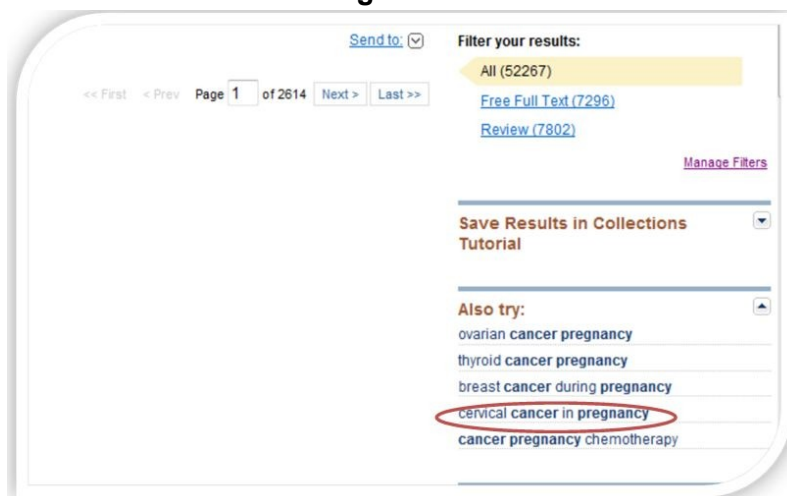 Send to:
<< First < Prev Page 1 of 2614 Next > Last >>
Filter your results:
All (52267)
Free Full Text (7296)
Review (7802)
Manage Filters
Save Results in Collections
Tutorial
Also try:
ovarian cancer pregnancy
thyroid cancer pregnancy
breast cancer during pregnancy
cervical cancer in pregnancy
cancer pregnancy chemotherapy